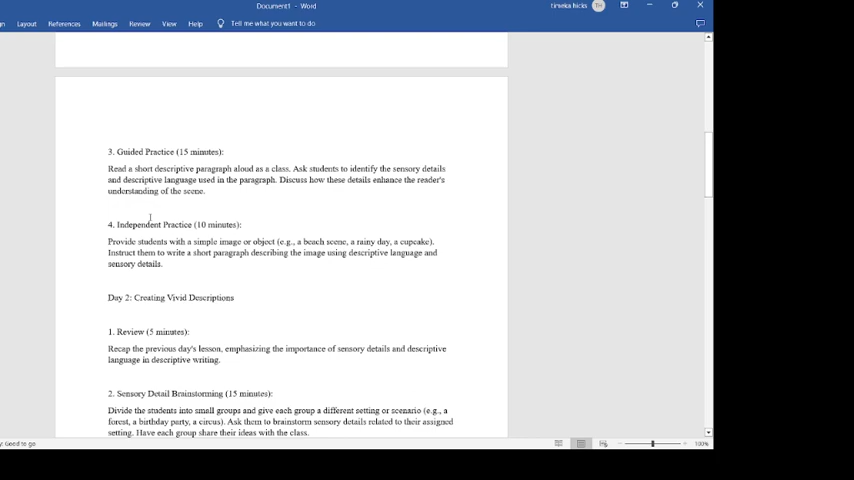 Document1 - Word
timeka hicks
TH
Layout References Mailings Review View Help Tell me what you want to do
3. Guided Practice (15 minutes):
Read a short descriptive paragraph aloud as a class. Ask students to identify the sensory details
and descriptive language used in the paragraph. Discuss how these details enhance the reader's
understanding of the scene.
4. Independent Practice (10 minutes):
Provide students with a simple image or object (e.g., a beach scene, a rainy day, a cupcake).
Instruct them to write a short paragraph describing the image using descriptive language and
sensory details.
Day 2: Creating Vivid Descriptions
1. Review (5 minutes):
Recap the previous day's lesson, emphasizing the importance of sensory details and descriptive
language in descriptive writing.
2. Sensory Detail Brainstorming (15 minutes):
Divide the students into small groups and give each group a different setting or scenario (e.g., a
forest, a birthday party, a circus). Ask them to brainstorm sensory details related to their assigned
setting. Have each group share their ideas with the class.
Good to go
100%